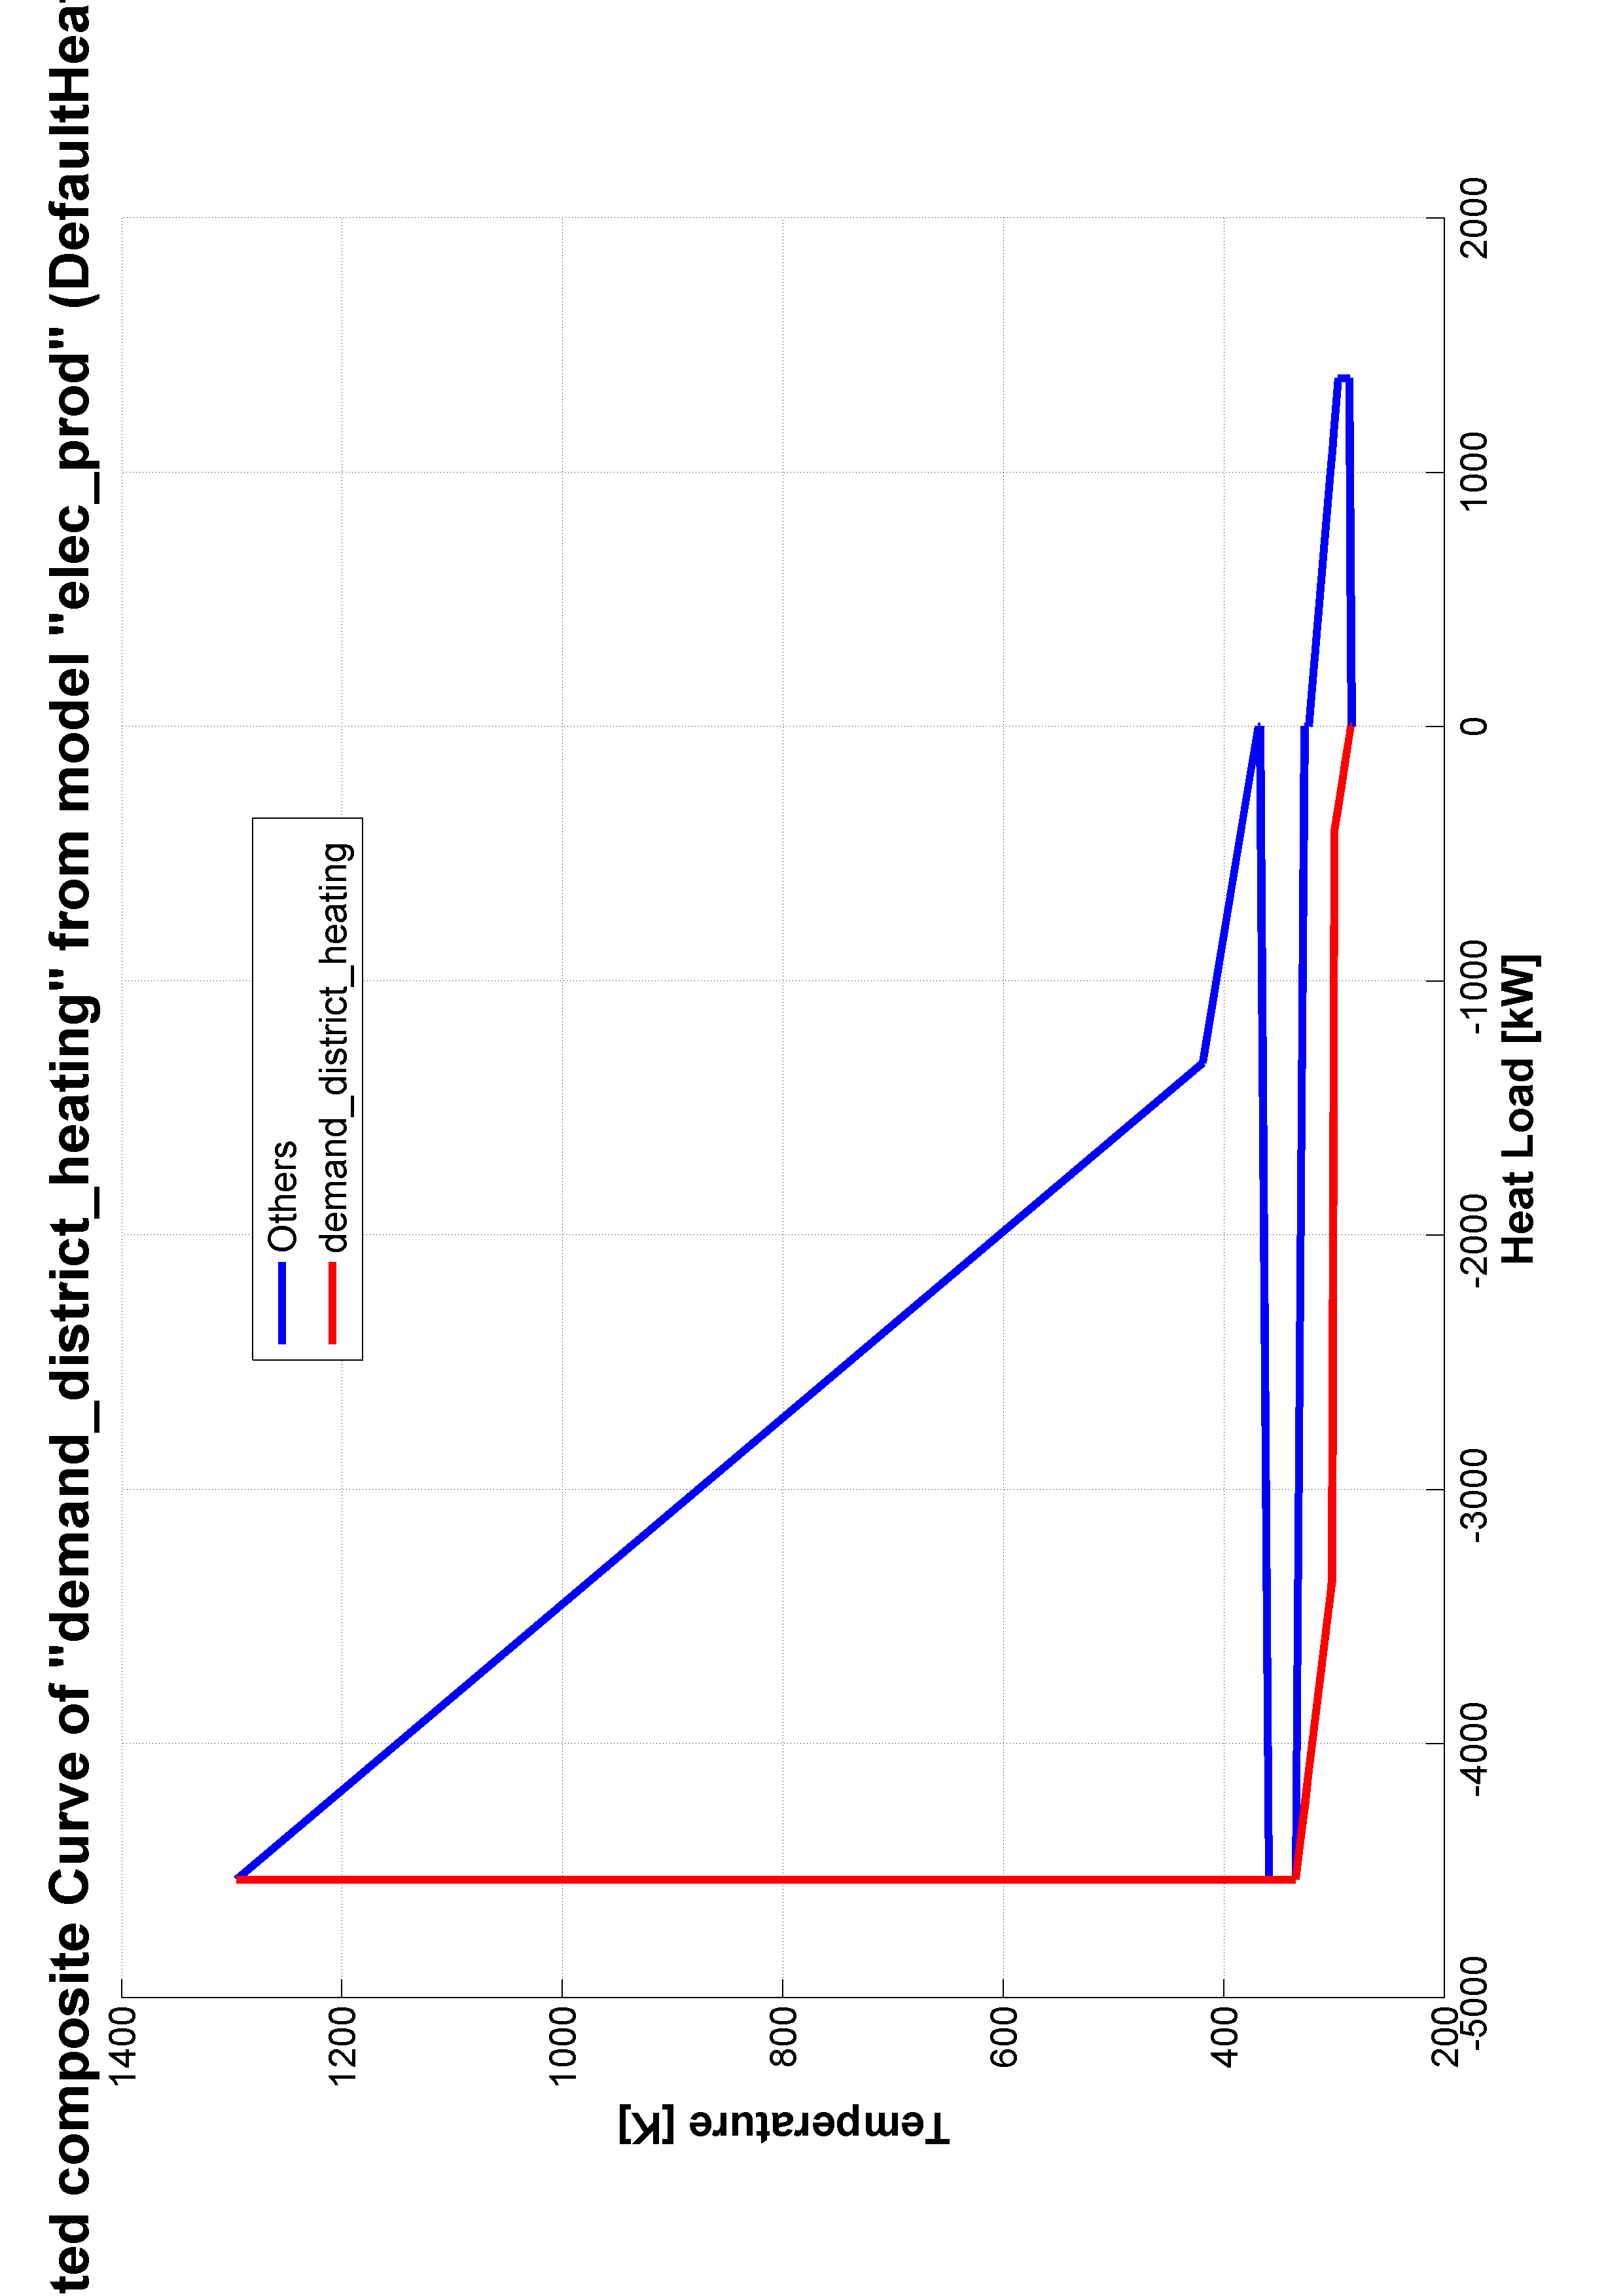 ted composite Curve of "demand_district_heating" from model "elec_prod" (DefaultHea
Others
demand_district_heating
1400
1200
1000
800
600
400
200
Temperature [K]
-5000 -4000 -3000 -2000 -1000 0 1000 2000
Heat Load [kW]